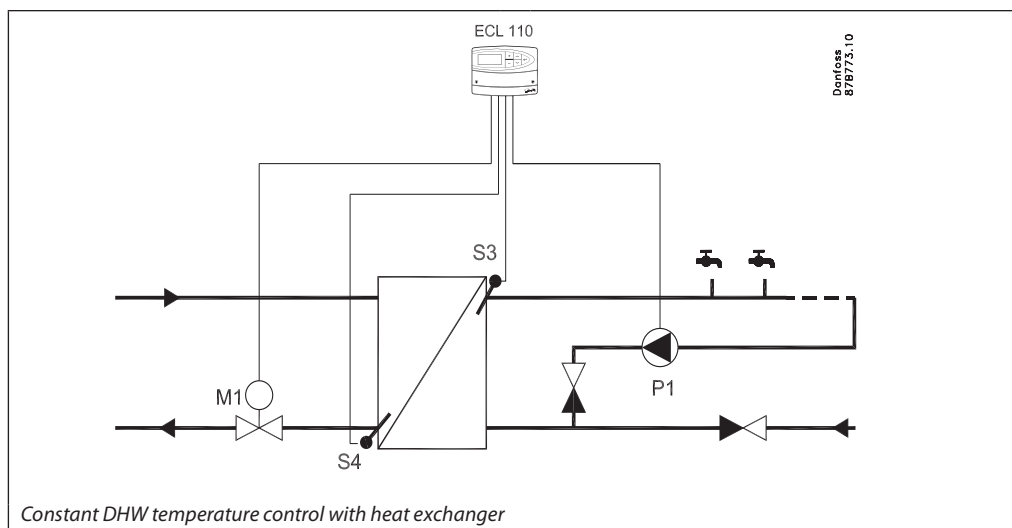 ECL 110
Danfoss
87B773.10
S3
M1
P1
S4
Constant DHW temperature control with heat exchanger